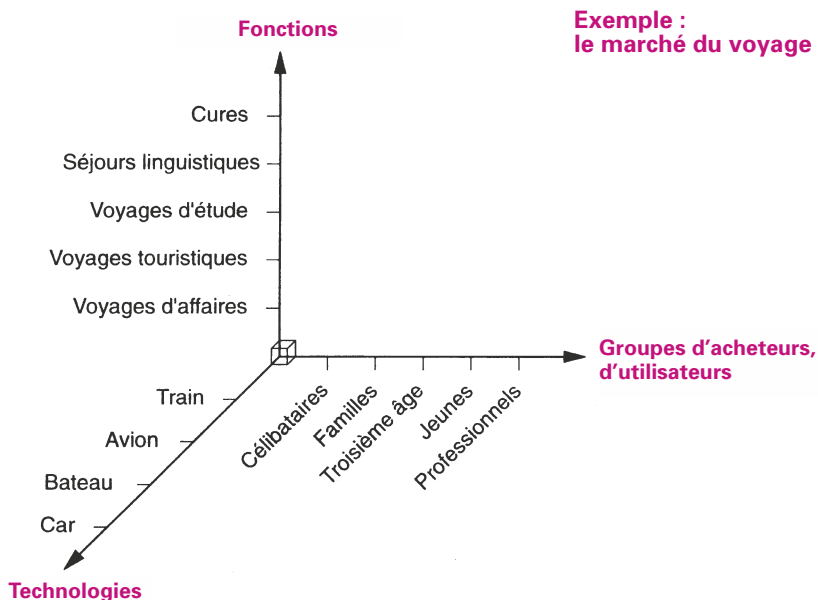 Exemple :
le marché du voyage
Fonctions
Cures
Séjours linguistiques
Voyages d'étude
Voyages touristiques
Voyages d'affaires
Groupes d'acheteurs,
d'utilisateurs
Célibataires
Familles
Troisième âge
Jeunes
Professionnels
Train
Avion
Bateau
Car
Technologies